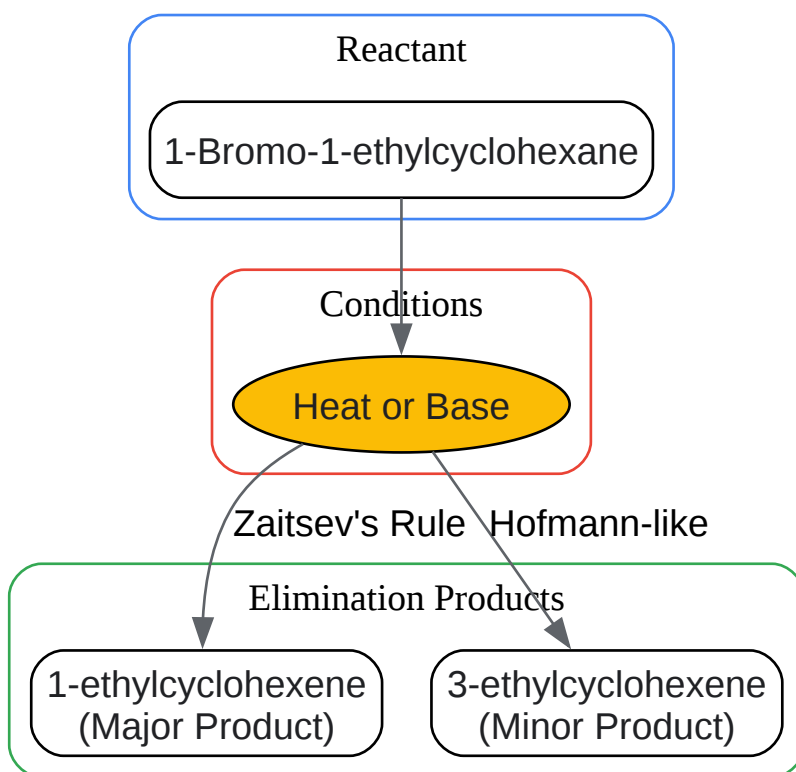 Reactant
1-Bromo-1-ethylcyclohexane
Conditions
Heat or Base
Zaitsev's Rule
Hofmann-like
Elimination Products
1-ethylcyclohexene
(Major Product)
3-ethylcyclohexene
(Minor Product)